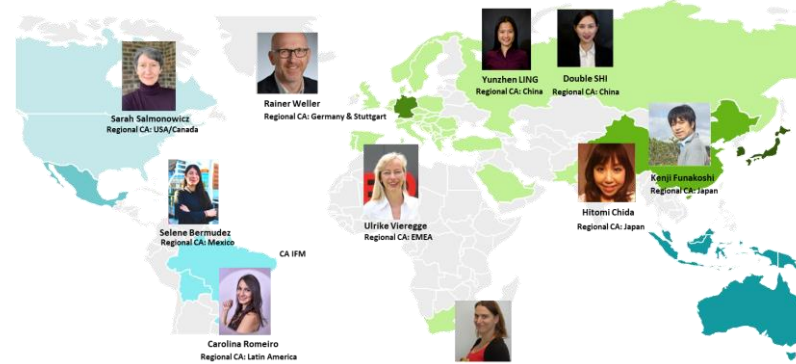 Yunzhen LING
Regional CA: China
Double SHI
Regional CA: China
Sarah Salmonowicz
Regional CA: USA/Canada
Rainer Weller
Regional CA: Germany & Stuttgart
Kenji Funakoshi
Regional CA: Japan
Hitomi Chida
Regional CA: Japan
Selene Bermudez
Regional CA: Mexico
Ulrike Vieregge
Regional CA: EMEA
CA IFM
Carolina Romeiro
Regional CA: Latin America